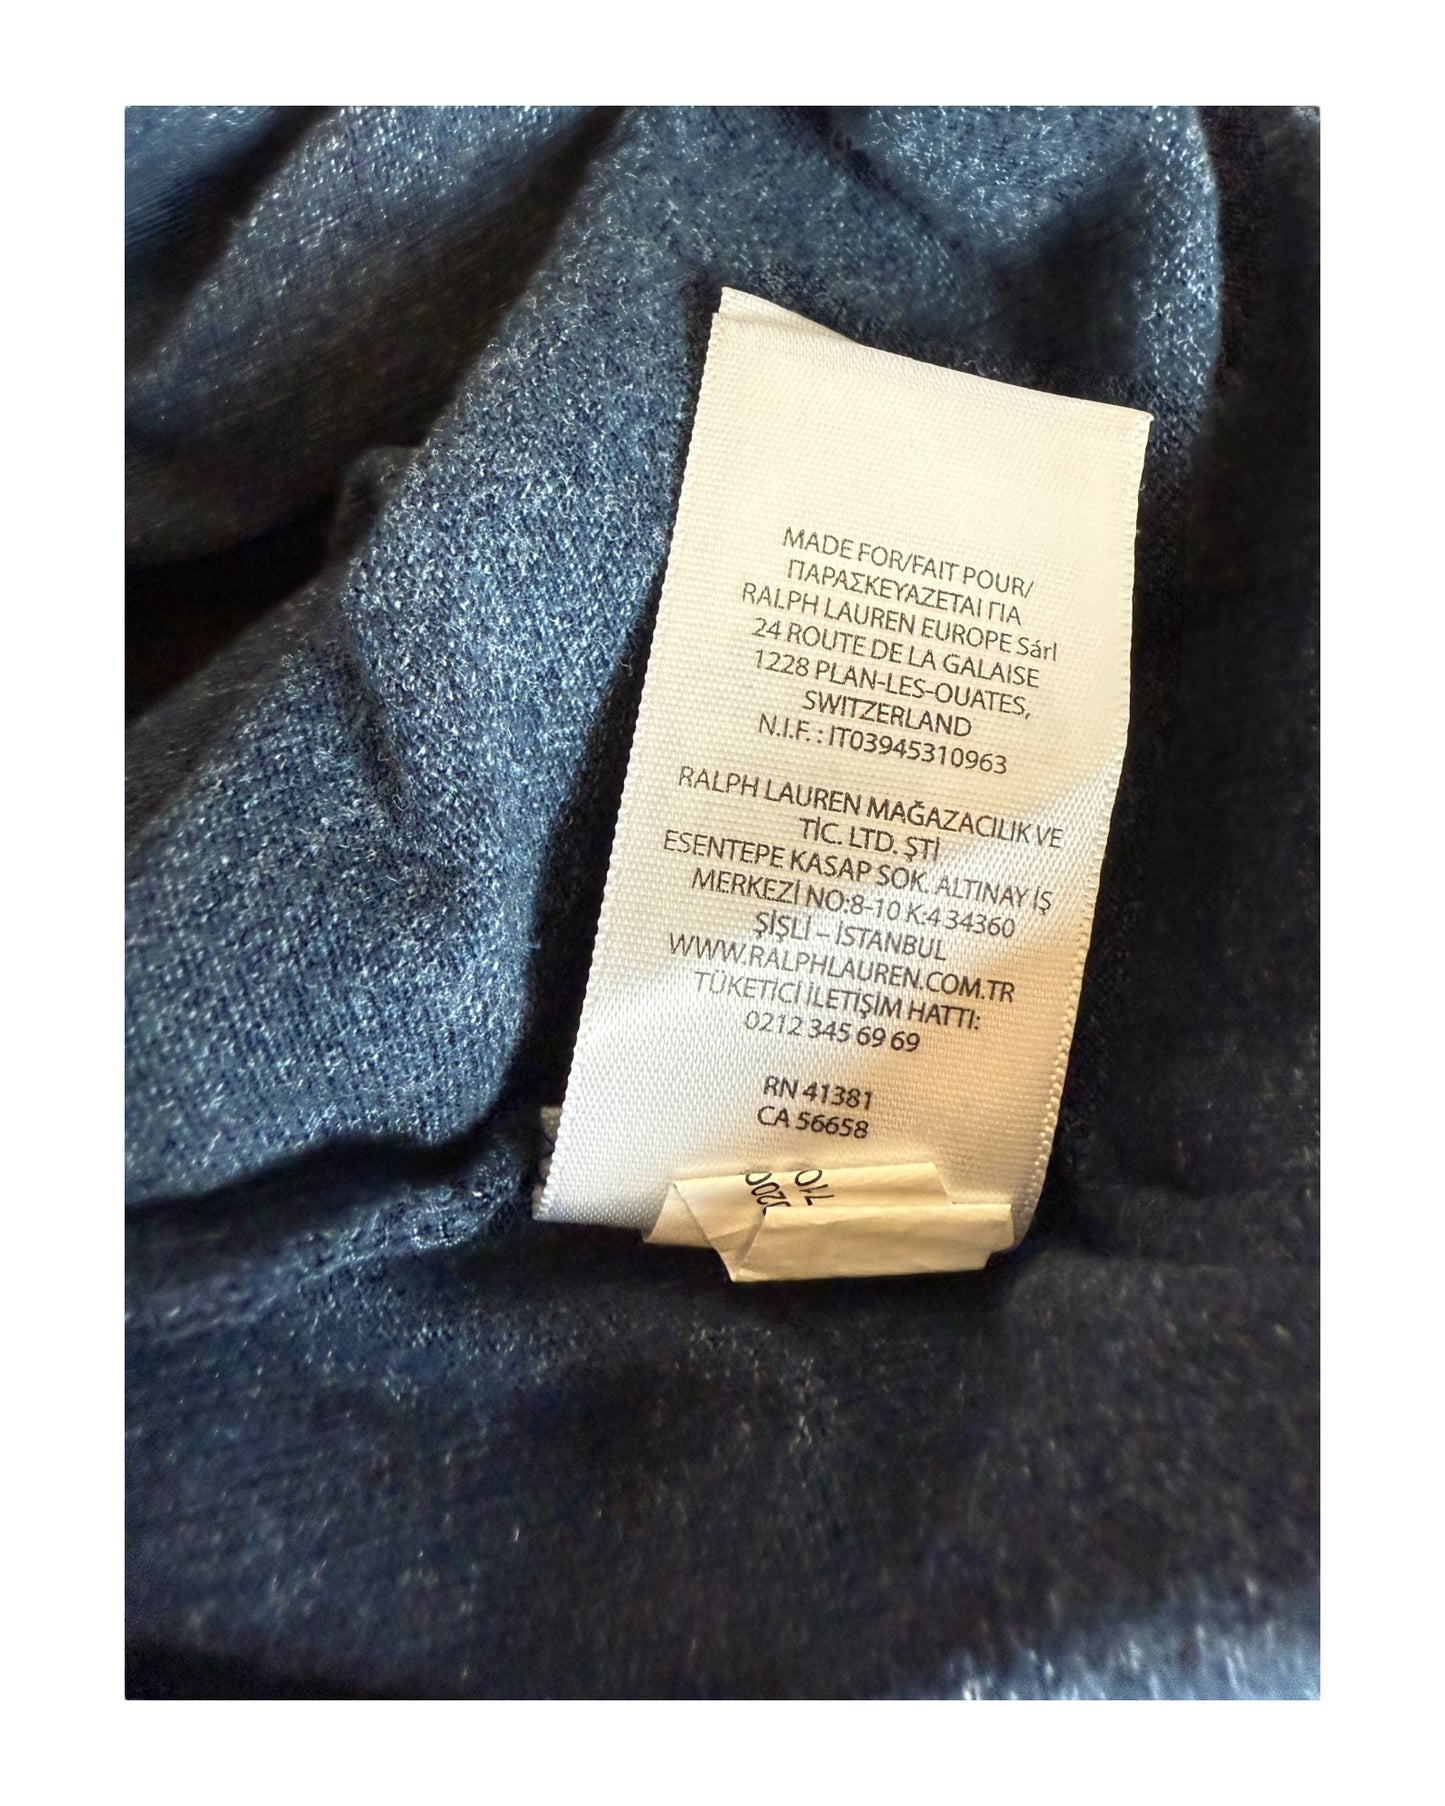 MADE FOR/FAIT POUR/
ΠΑΡΑΣΚΕΥΑΖΕΤΑΙ ΓΙΑ
RALPH LAUREN EUROPE Sárl
24 ROUTE DE LA GALAISE
1228 PLAN-LES-OUATES,
SWITZERLAND
N.I.F. : IT03945310963
RALPH LAUREN MAĞAZACILIK VE
TİC. LTD. ŞTİ
ESENTEPE KASAP SOK. ALTINAY İŞ
MERKEZİ NO:8-10 K:4 34360
ŞİŞLİ – İSTANBUL
WWW.RALPHLAUREN.COM.TR
TÜKETİCİ İLETİŞİM HATTI:
0212 345 69 69
RN 41381
CA 56658